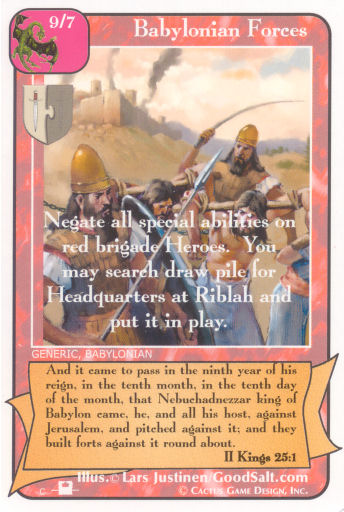 9/7
Babylonian Forces
Negate all special abilities on
red brigade Heroes. You
may search draw pile for
Headquarters at Riblah and
put it in play.
GENERIC, BABYLONIAN
And it came to pass in the ninth year of his
reign, in the tenth month, in the tenth day
of the month, that Nebuchadnezzar king of
Babylon came, he, and all his host, against
Jerusalem, and pitched against it; and they
built forts against it round about.
II Kings 25:1
Illus.© Lars Justinen/GoodSalt.com
C
© Cactus Game Design, Inc.